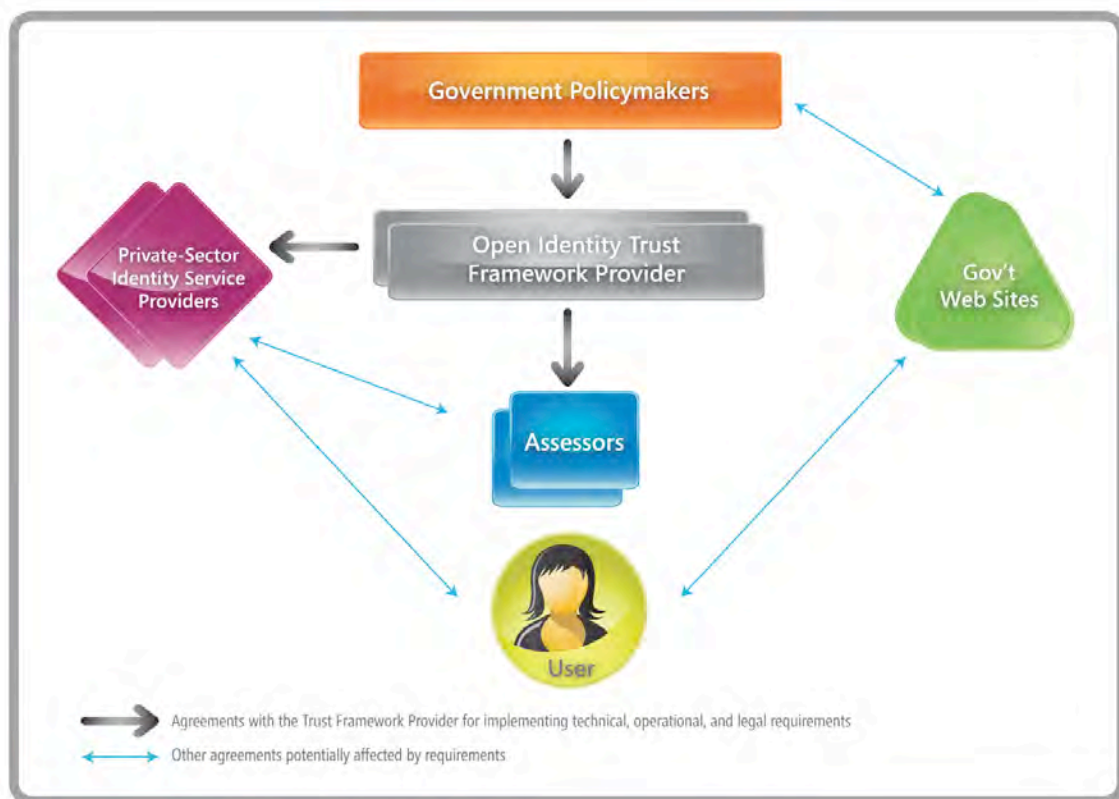 Government Policymakers
Open Identity Trust
Framework Provider
Private-Sector
Identity Service
Providers
Gov't
Web Sites
Assessors
User
Agreements with the Trust Framework Provider for implementing technical, operational, and legal requirements
Other agreements potentially affected by requirements